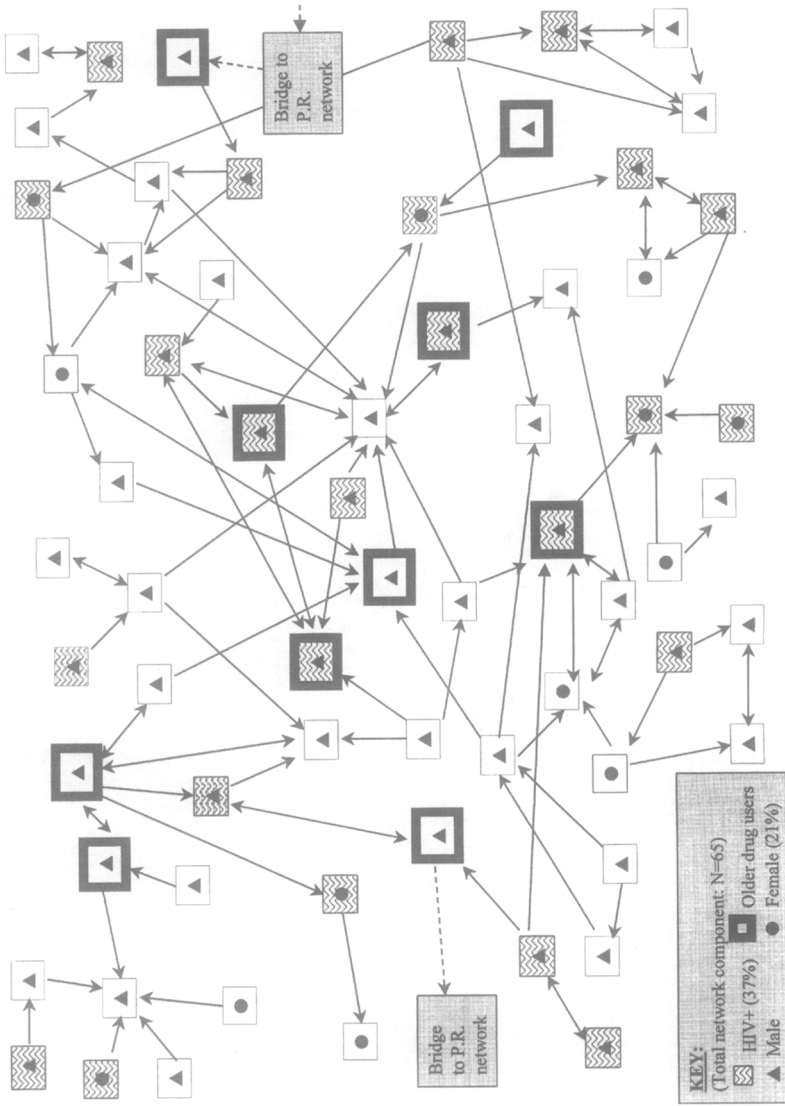 Bridge to
P.R.
network
Bridge
to P.R.
network
KEY:
(Total network component: N=65)
HIV+ (37%)
Older drug users
Male
Female (21%)